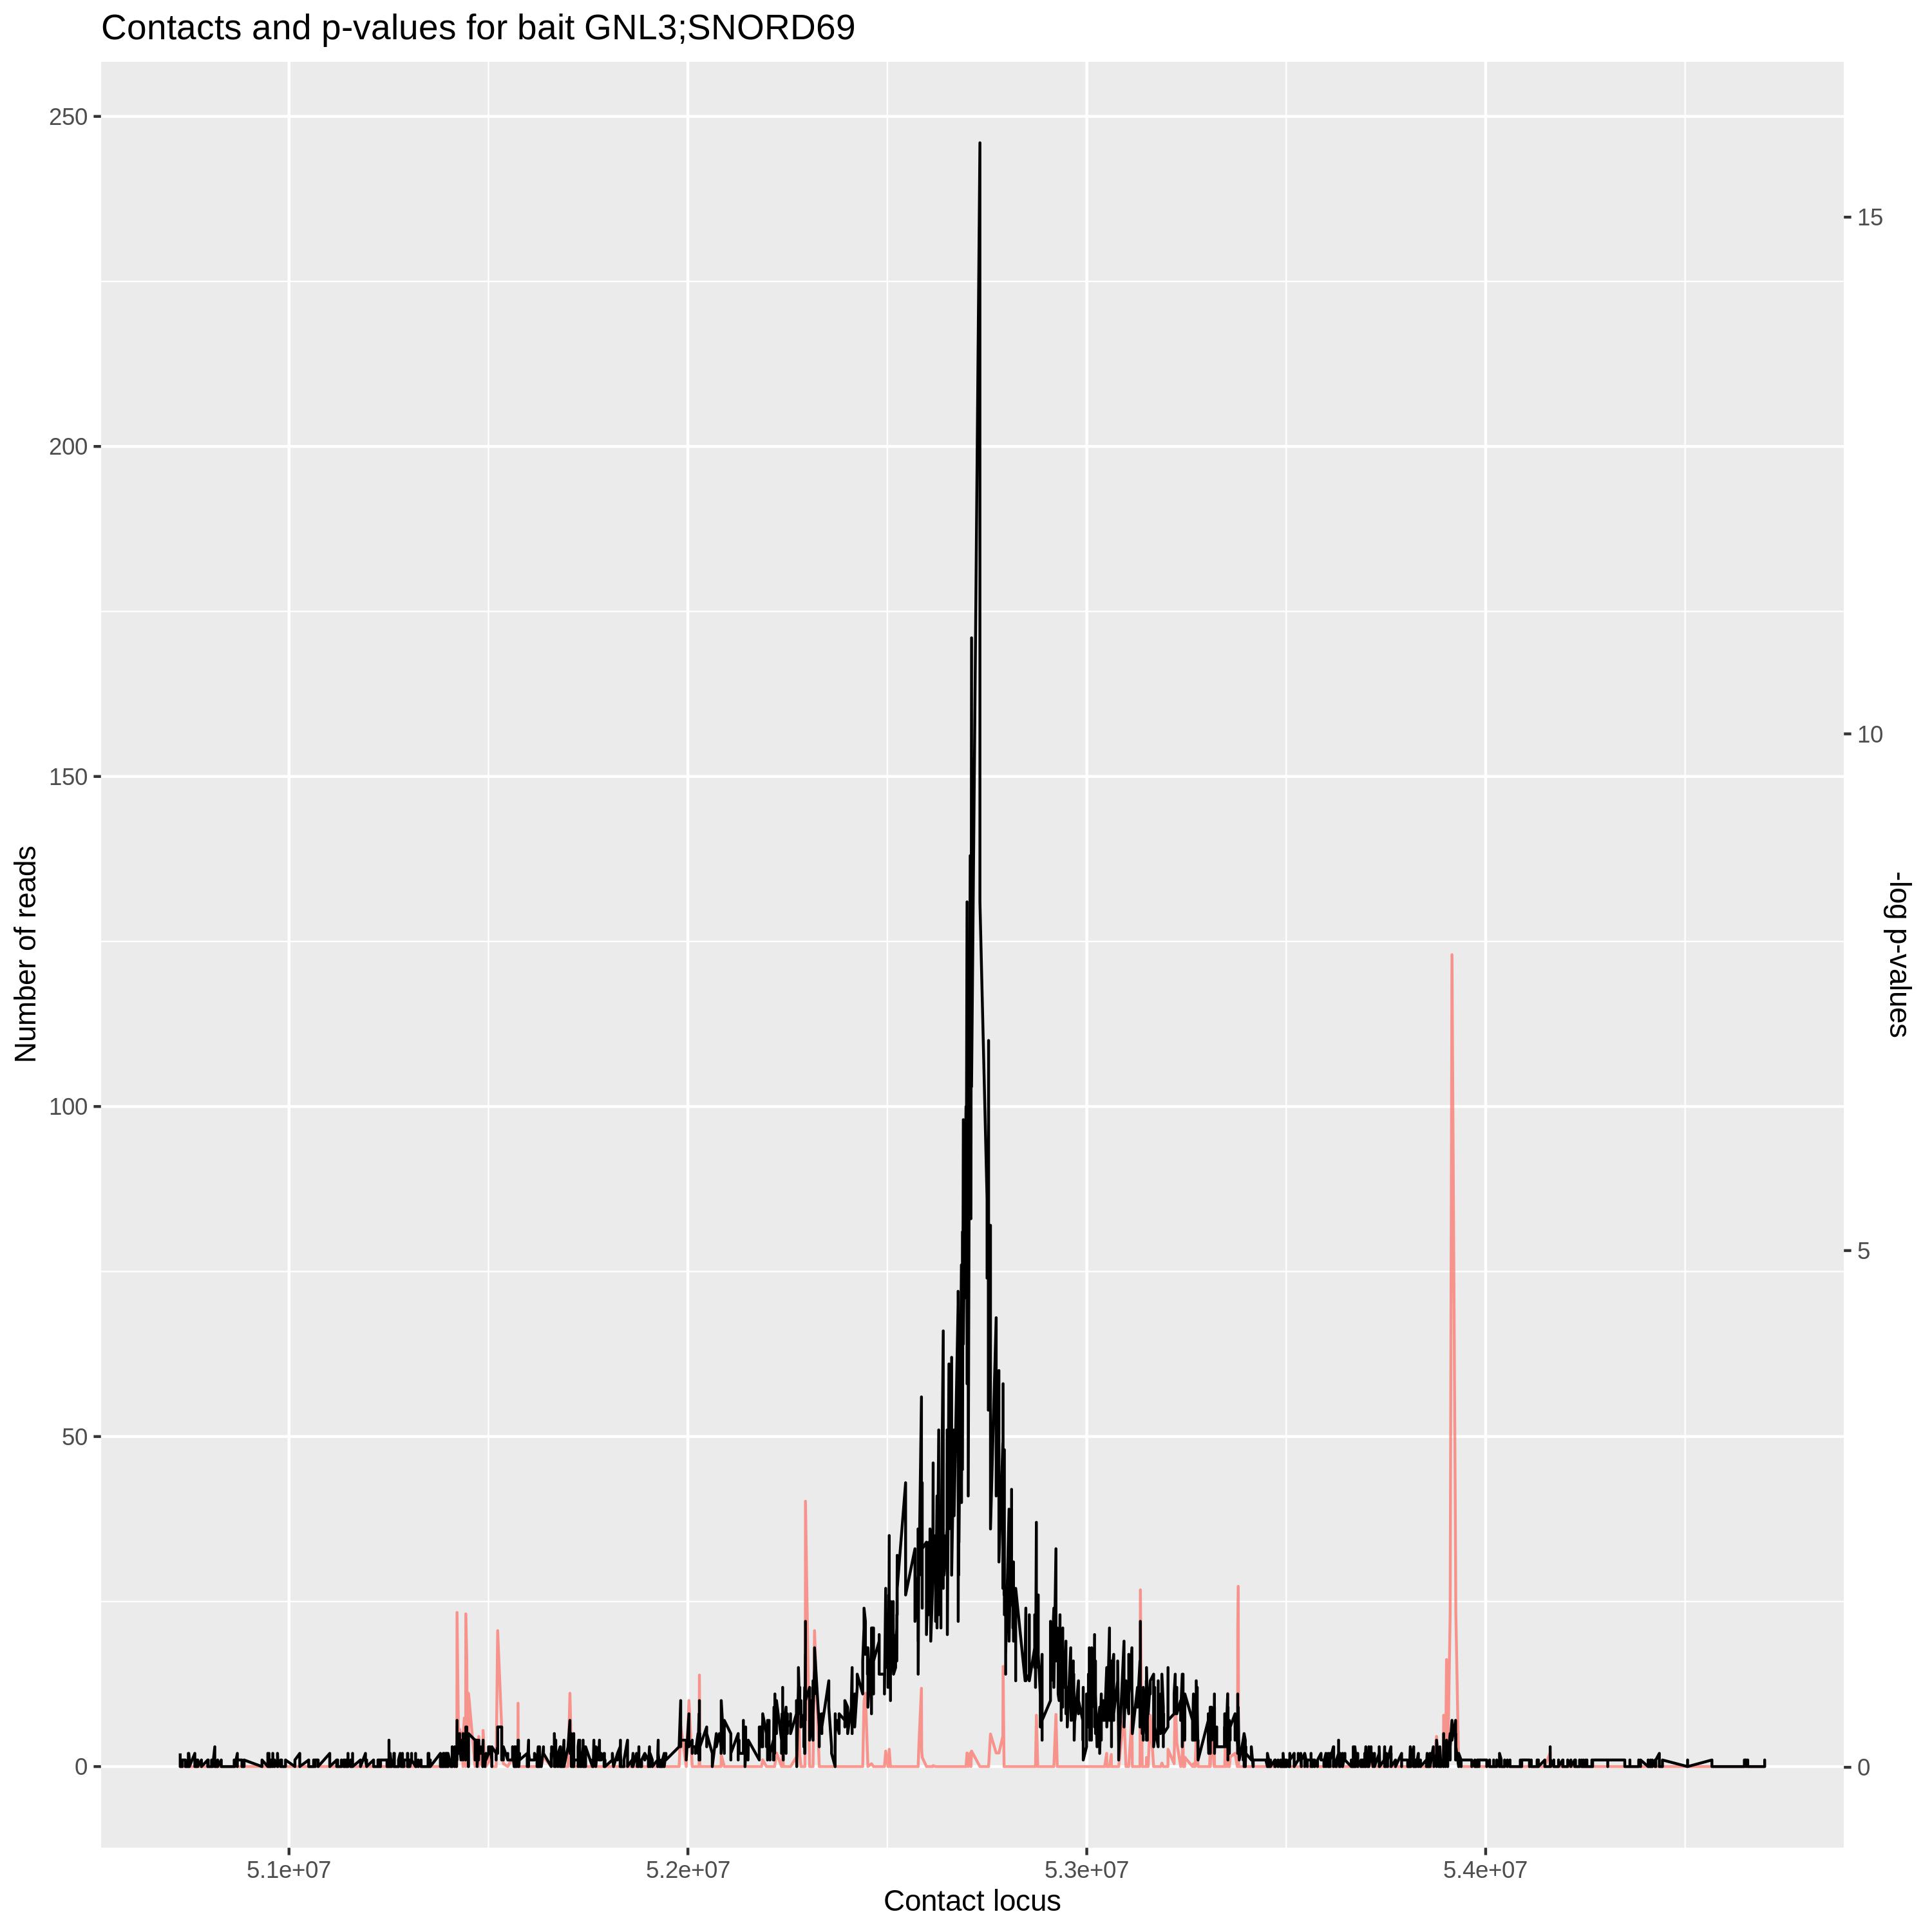 Contacts and p-values for bait GNL3;SNORD69
250
200
150
100
50
0
Number of reads
15
10
5
0
-log p-values
5.1e+07
5.2e+07
5.3e+07
5.4e+07
Contact locus